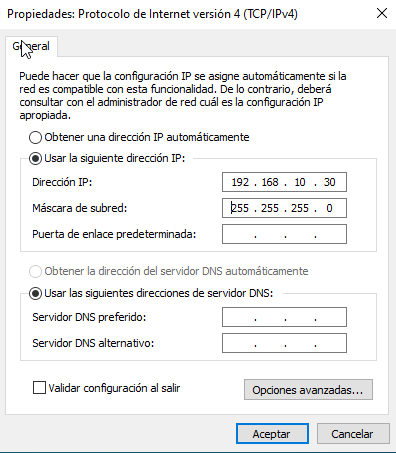 Propiedades: Protocolo de Internet versión 4 (TCP/IPv4)
General
Puede hacer que la configuración IP se asigne automáticamente si la
red es compatible con esta funcionalidad. De lo contrario, deberá
consultar con el administrador de red cuál es la configuración IP
apropiada.
Obtener una dirección IP automáticamente
Usar la siguiente dirección IP:
Dirección IP: 192 . 168 . 10 . 30
Máscara de subred: 255 . 255 . 255 . 0
Puerta de enlace predeterminada: . . .
Obtener la dirección del servidor DNS automáticamente
Usar las siguientes direcciones de servidor DNS:
Servidor DNS preferido: . . .
Servidor DNS alternativo: . . .
Validar configuración al salir
Opciones avanzadas...
Aceptar Cancelar